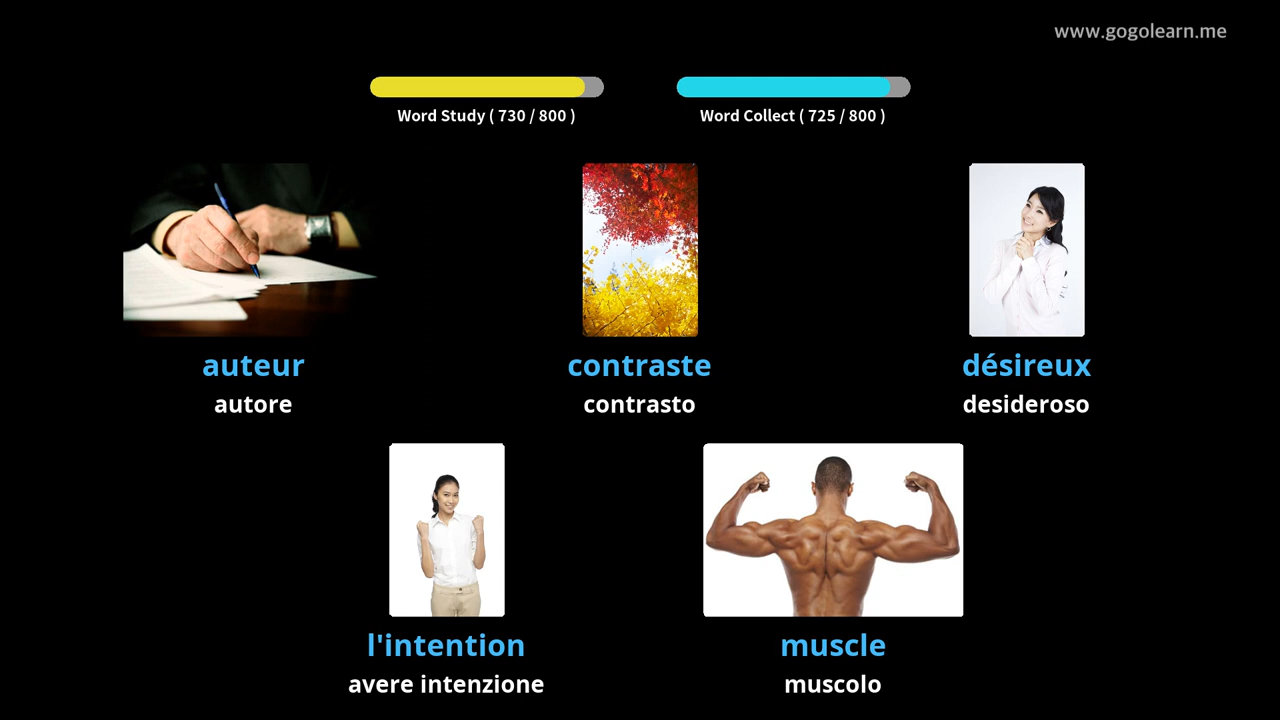 www.gogolearn.me
Word Study ( 730 / 800 )
Word Collect ( 725 / 800 )
auteur
autore
contraste
contrasto
désireux
desideroso
l'intention
avere intenzione
muscle
muscolo